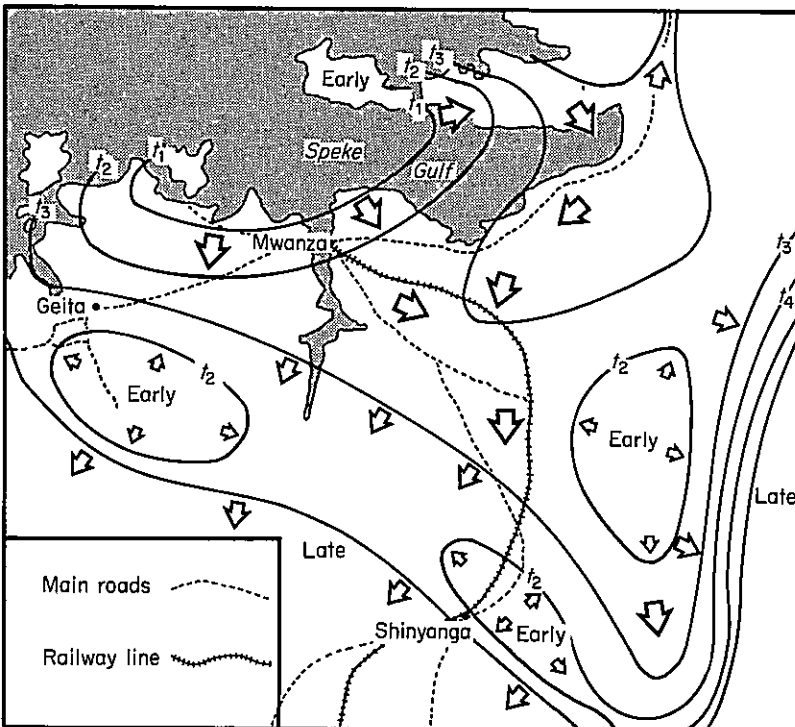 t3
t2
Early
t1
Speke
Gulf
t2
t1
t3
Mwanza
t3
Geita
t4
t2
t2
Early
Early
Late
Late
t2
Early
Main roads
Shinyanga
Railway line